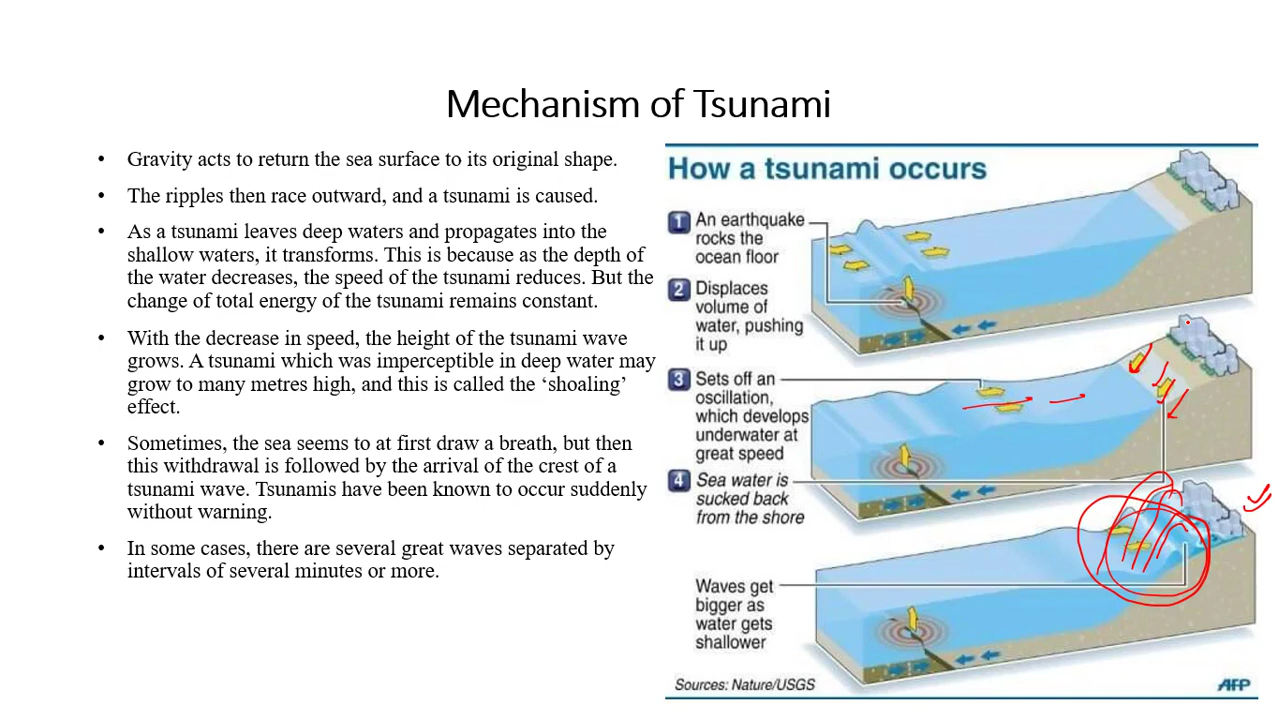 Mechanism of Tsunami
• Gravity acts to return the sea surface to its original shape.
• The ripples then race outward, and a tsunami is caused.
• As a tsunami leaves deep waters and propagates into the
shallow waters, it transforms. This is because as the depth of
the water decreases, the speed of the tsunami reduces. But the
change of total energy of the tsunami remains constant.
• With the decrease in speed, the height of the tsunami wave
grows. A tsunami which was imperceptible in deep water may
grow to many metres high, and this is called the ‘shoaling’
effect.
• Sometimes, the sea seems to at first draw a breath, but then
this withdrawal is followed by the arrival of the crest of a
tsunami wave. Tsunamis have been known to occur suddenly
without warning.
• In some cases, there are several great waves separated by
intervals of several minutes or more.
How a tsunami occurs
1 An earthquake
rocks the
ocean floor
2 Displaces
volume of
water, pushing
it up
3 Sets off an
oscillation,
which develops
underwater at
great speed
4 Sea water is
sucked back
from the shore
Waves get
bigger as
water gets
shallower
Sources: Nature/USGS
AFP